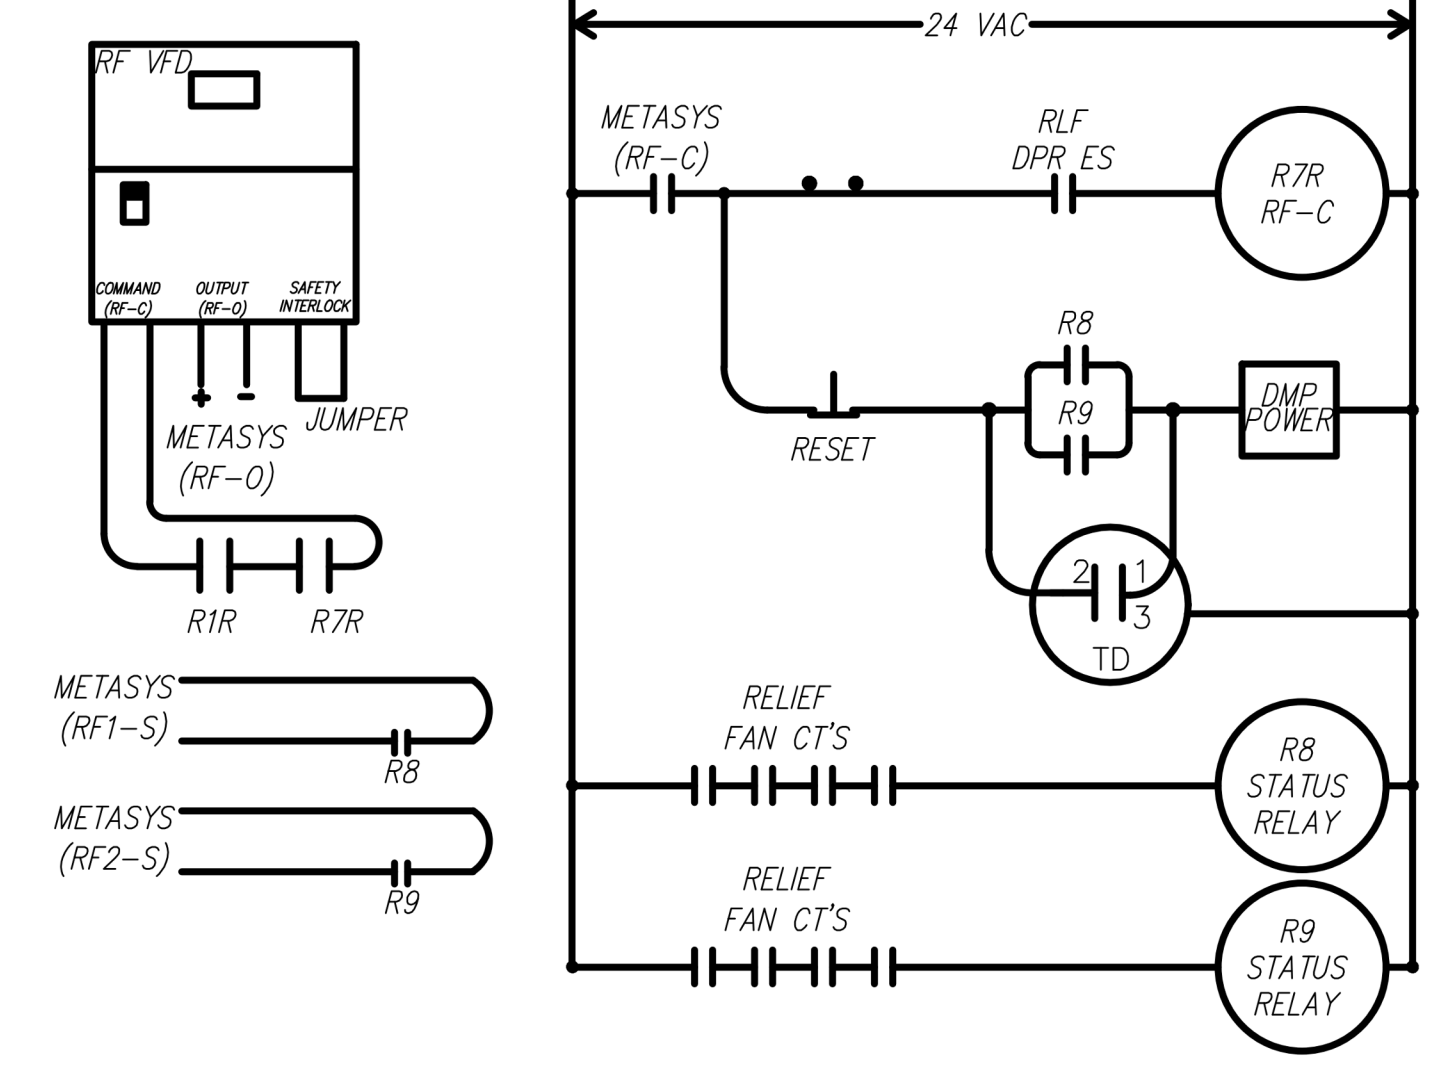 RF VFD
COMMAND
(RF-C)
OUTPUT
(RF-O)
SAFETY
INTERLOCK
+ -
METASYS
(RF-O)
JUMPER
R1R
R7R
METASYS
(RF1-S)
R8
METASYS
(RF2-S)
R9
24 VAC
METASYS
(RF-C)
RLF
DPR ES
R7R
RF-C
RESET
R8
R9
DMP
POWER
2
1
3
TD
RELIEF
FAN CT'S
R8
STATUS
RELAY
RELIEF
FAN CT'S
R9
STATUS
RELAY